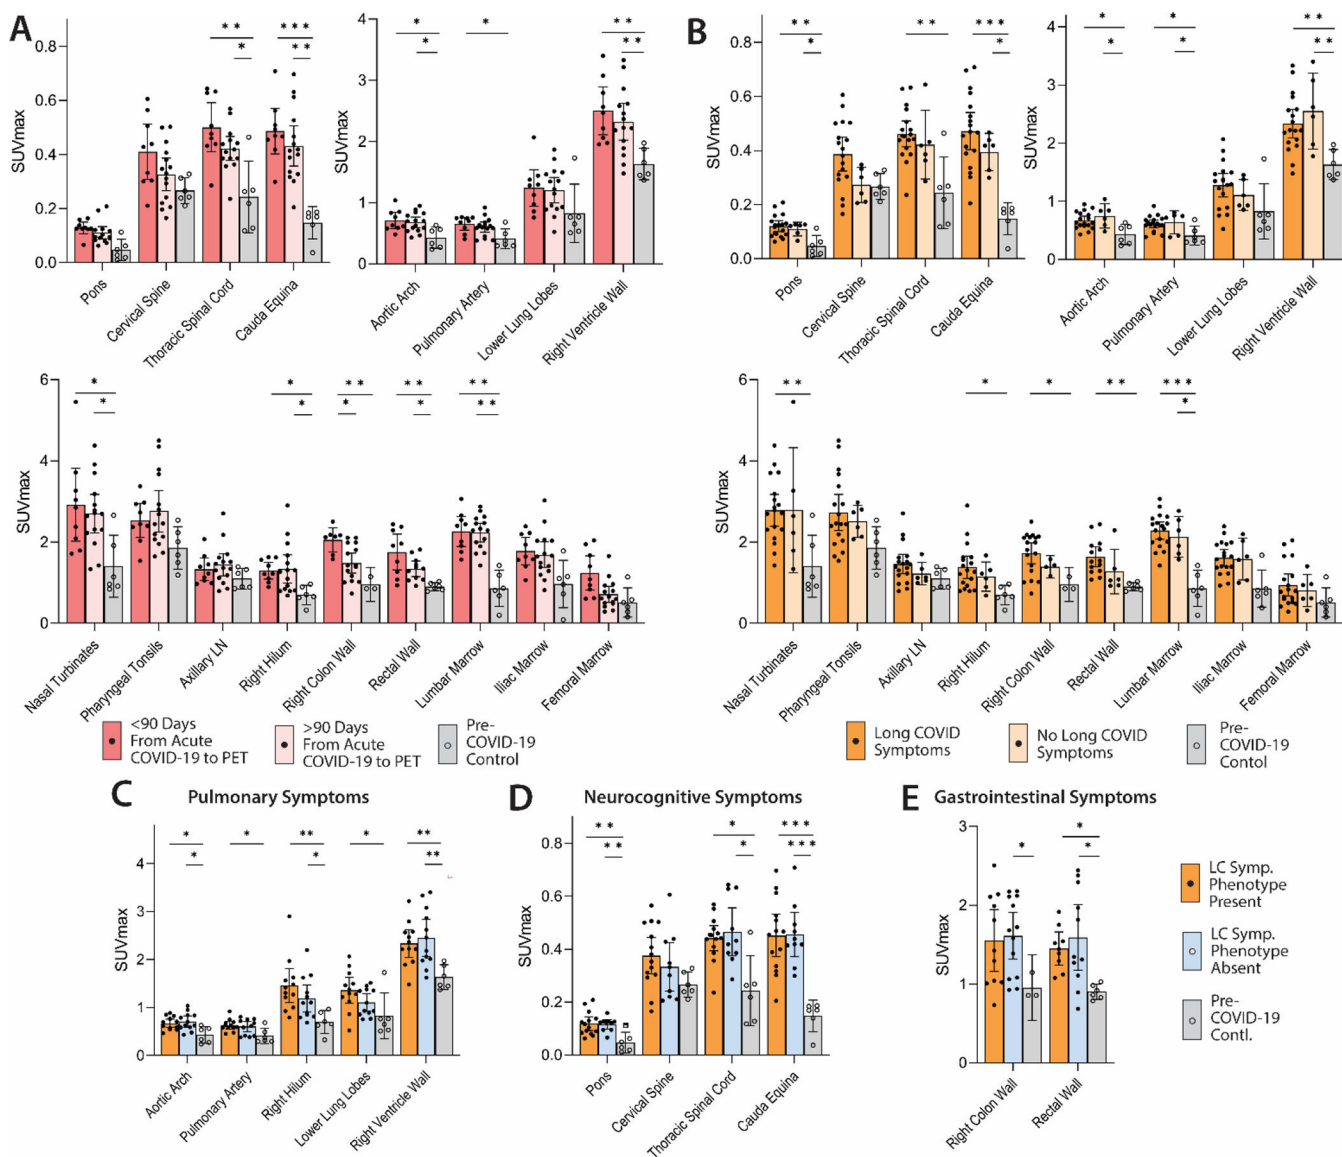 A
B
SUVmax
0.8
0.6
0.4
0.2
0.0
* *
*
* * *
* *
Pons
Cervical Spine
Thoracic Spinal Cord
Cauda Equina
4
3
2
1
0
*
*
*
* *
* *
Aortic Arch
Pulmonary Artery
Lower Lung Lobes
Right Ventricle Wall
SUVmax
0.8
0.6
0.4
0.2
0.0
* *
*
* *
* * *
*
Pons
Cervical Spine
Thoracic Spinal Cord
Cauda Equina
4
3
2
1
0
*
*
*
*
* *
* *
Aortic Arch
Pulmonary Artery
Lower Lung Lobes
Right Ventricle Wall
SUVmax
6
4
2
0
*
*
*
*
* *
*
* *
*
* *
* *
Nasal Turbinates
Pharyngeal Tonsils
Axillary LN
Right Hilum
Right Colon Wall
Rectal Wall
Lumbar Marrow
Iliac Marrow
Femoral Marrow
<90 Days
From Acute
COVID-19 to PET
>90 Days
From Acute
COVID-19 to PET
Pre-
COVID-19
Control
SUVmax
6
4
2
0
* *
*
*
* *
* * *
*
Nasal Turbinates
Pharyngeal Tonsils
Axillary LN
Right Hilum
Right Colon Wall
Rectal Wall
Lumbar Marrow
Iliac Marrow
Femoral Marrow
Long COVID
Symptoms
No Long COVID
Symptoms
Pre-
COVID-19
Contol
C
Pulmonary Symptoms
SUVmax
4
3
2
1
0
*
*
*
**
*
*
**
**
Aortic Arch
Pulmonary Artery
Right Hilum
Lower Lung Lobes
Right Ventricle Wall
D
Neurocognitive Symptoms
SUVmax
0.8
0.6
0.4
0.2
0.0
* *
* *
*
*
* * *
* * *
Pons
Cervical Spine
Thoracic Spinal Cord
Cauda Equina
E
Gastrointestinal Symptoms
SUVmax
3
2
1
0
*
*
*
Right Colon Wall
Rectal Wall
LC Symp.
Phenotype
Present
LC Symp.
Phenotype
Absent
Pre-
COVID-19
Contl.